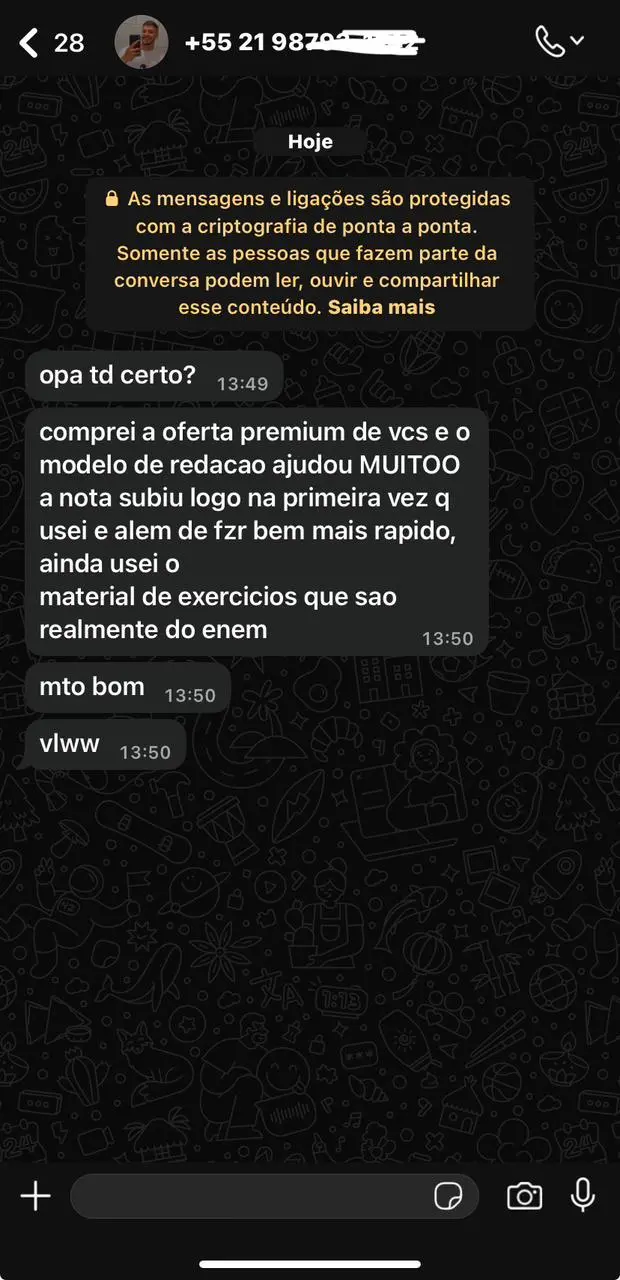 28
+55 21 987
Hoje
As mensagens e ligações são protegidas
com a criptografia de ponta a ponta.
Somente as pessoas que fazem parte da
conversa podem ler, ouvir e compartilhar
esse conteúdo. Saiba mais
opa td certo? 13:49
comprei a oferta premium de vcs e o
modelo de redacao ajudou MUITOO
a nota subiu logo na primeira vez q
usei e alem de fzr bem mais rapido,
ainda usei o
material de exercicios que sao
realmente do enem 13:50
mto bom 13:50
vlww 13:50